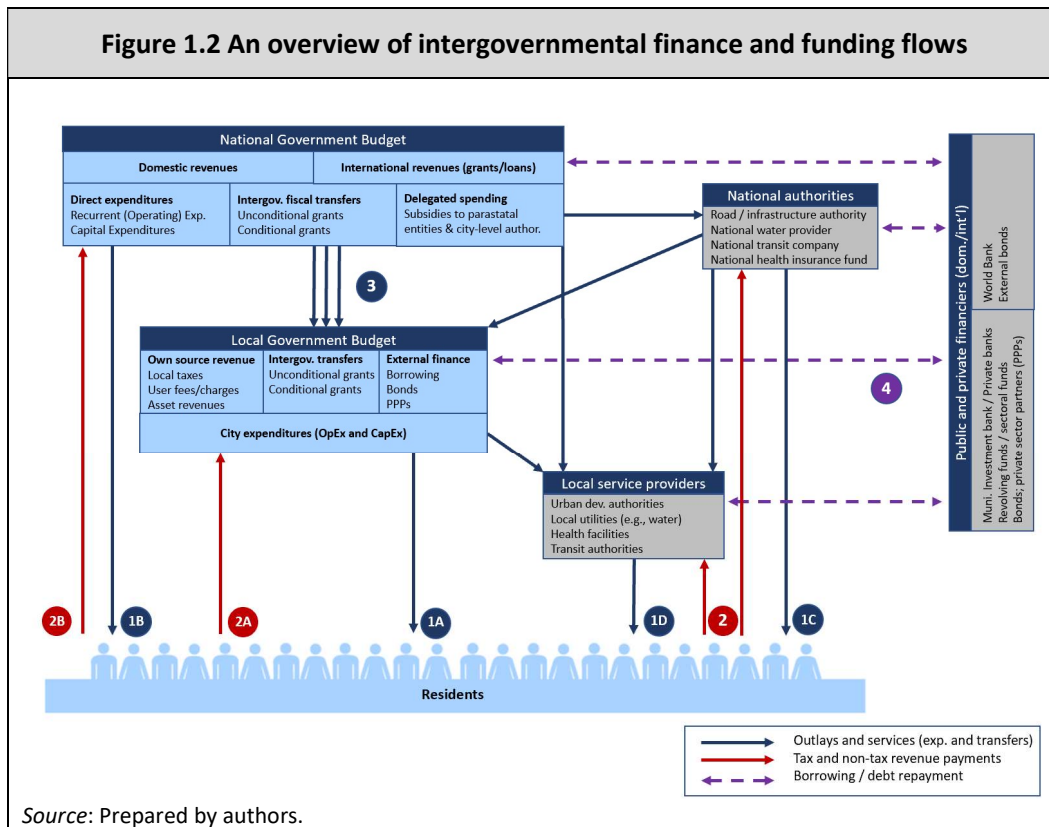 Figure 1.2 An overview of intergovernmental finance and funding flows
National Government Budget
Domestic revenues
International revenues (grants/loans)
Direct expenditures
Recurrent (Operating) Exp.
Capital Expenditures
Intergov. fiscal transfers
Unconditional grants
Conditional grants
Delegated spending
Subsidies to parastatal
entities & city-level author.
National authorities
Road / infrastructure authority
National water provider
National transit company
National health insurance fund
Public and private financiers (dom./int'l)
World Bank
External bonds
Muni. Investment bank / Private banks
Revolving funds / sectoral funds
Bonds; private sector partners (PPPs)
3
Local Government Budget
Own source revenue
Local taxes
User fees/charges
Asset revenues
Intergov. transfers
Unconditional grants
Conditional grants
External finance
Borrowing
Bonds
PPPs
City expenditures (OpEx and CapEx)
4
Local service providers
Urban dev. authorities
Local utilities (e.g., water)
Health facilities
Transit authorities
2B
1B
2A
1A
1D
2
1C
Residents
Outlays and services (exp. and transfers)
Tax and non-tax revenue payments
Borrowing / debt repayment
Source: Prepared by authors.